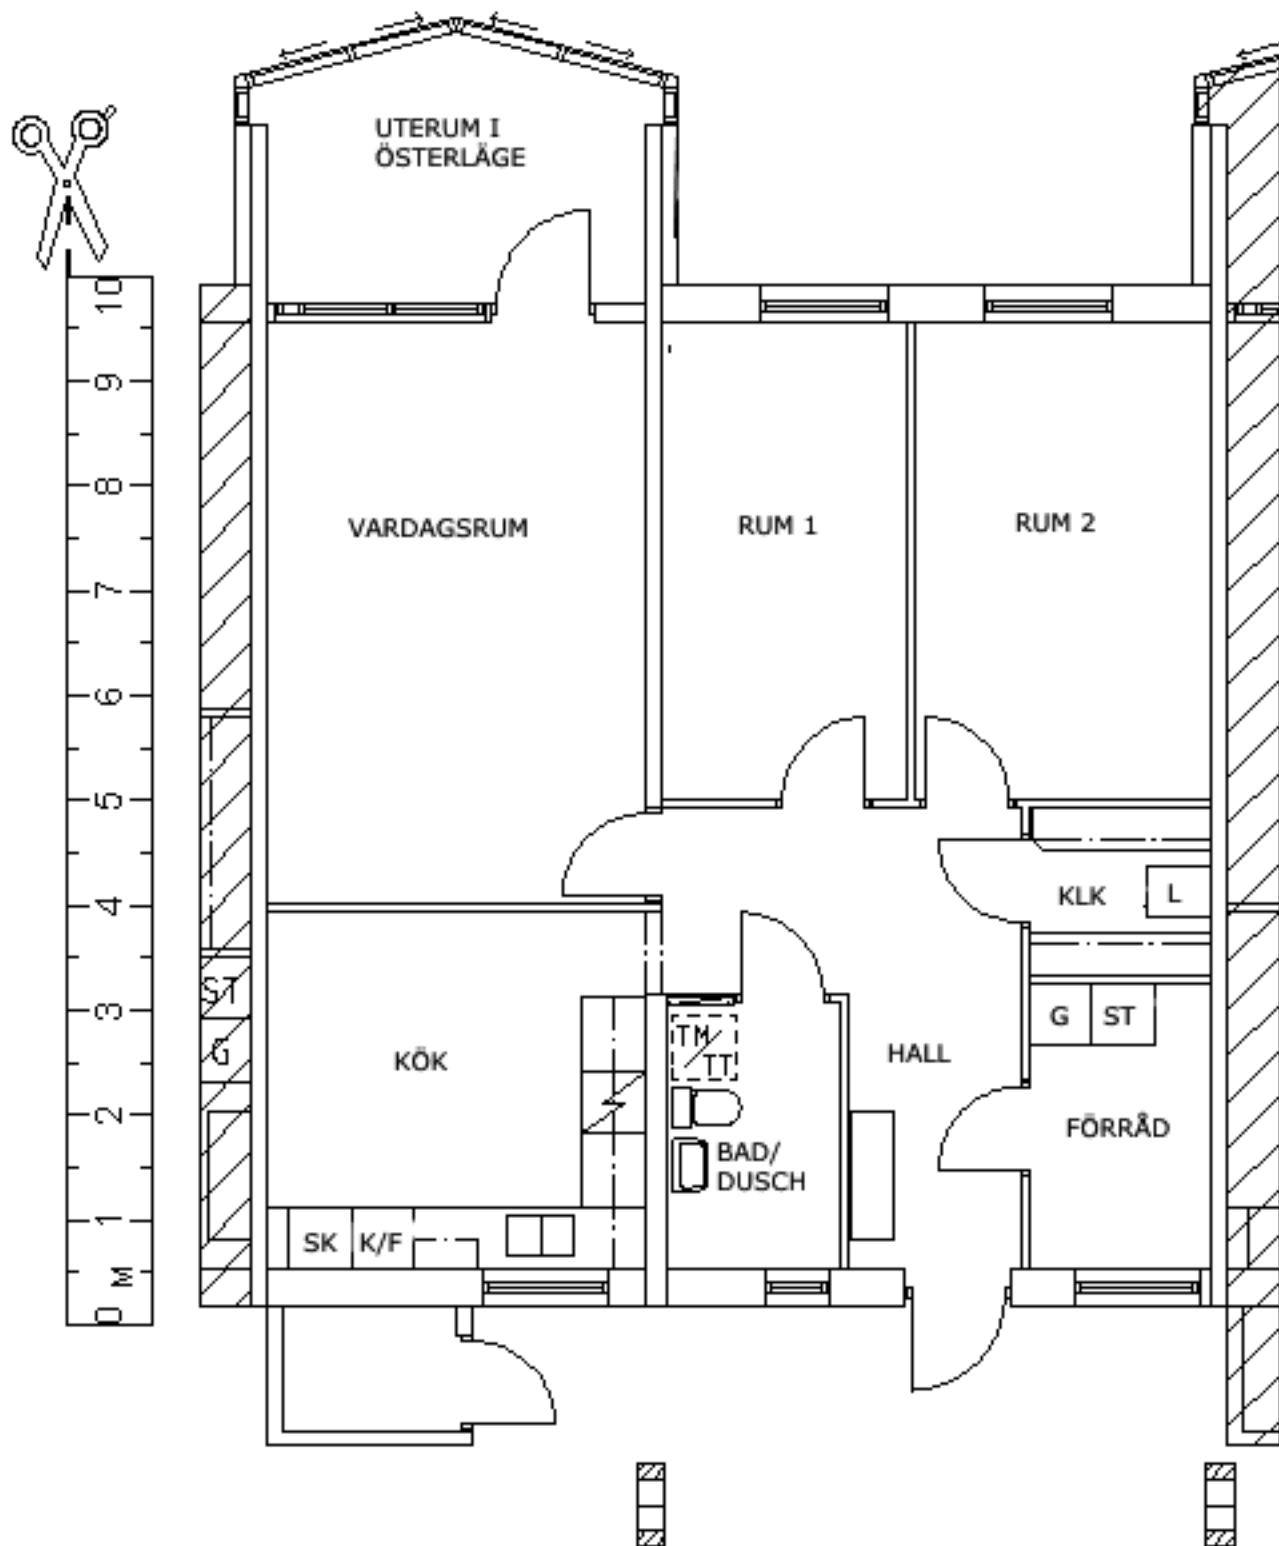 UTERUM I
ÖSTERLÄGE
10
9
8
7
6
5
4
3
2
1
M
0
VARDAGSRUM
RUM 1
RUM 2
KLK
L
ST
G
KÖK
TM
TT
HALL
G
ST
BAD/
DUSCH
FÖRRÅD
SK
K/F